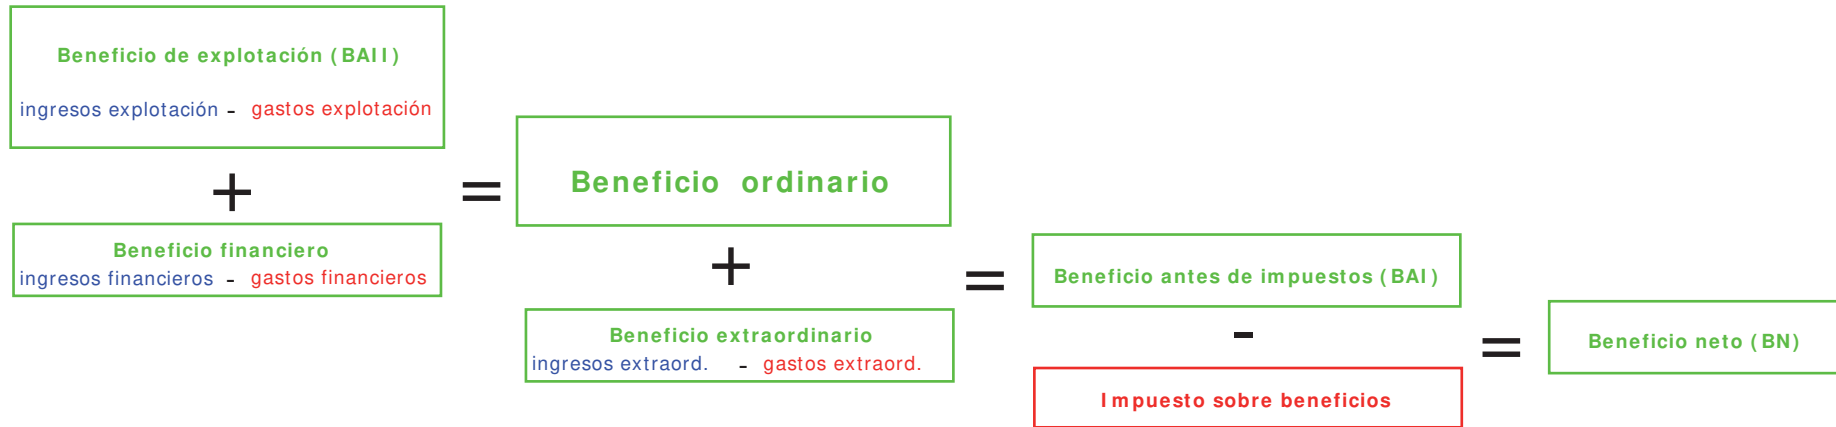 Beneficio de explotación (BAII)
ingresos explotación - gastos explotación
+
Beneficio financiero
ingresos financieros - gastos financieros
=
Beneficio ordinario
+
Beneficio extraordinario
ingresos extraord. - gastos extraord.
=
Beneficio antes de impuestos (BAI)
-
Impuesto sobre beneficios
=
Beneficio neto (BN)